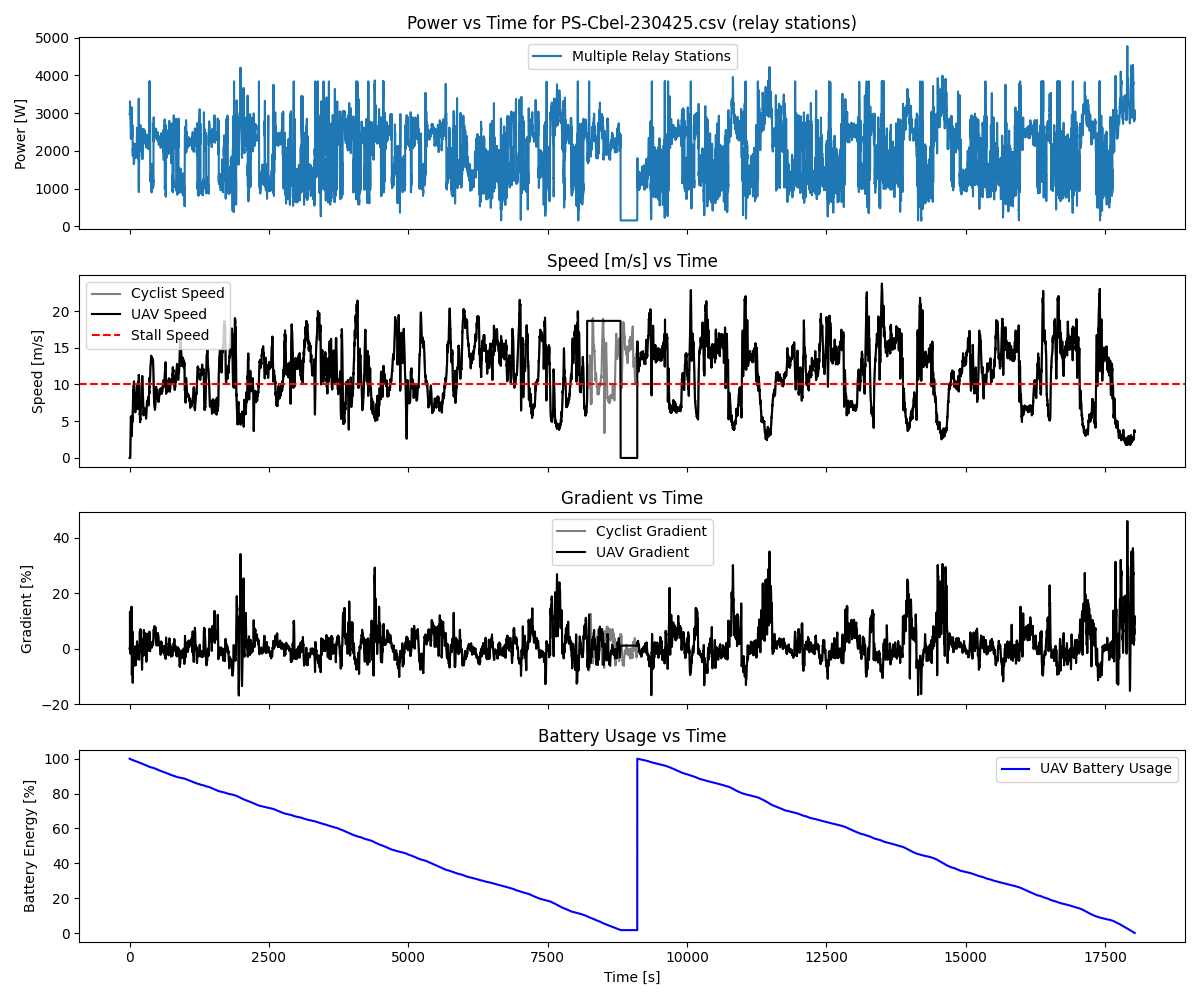 Power vs Time for PS-Cbel-230425.csv (relay stations)
5000
4000
3000
2000
1000
0
Power [W]
Multiple Relay Stations
Speed [m/s] vs Time
20
15
10
5
0
Speed [m/s]
Cyclist Speed
UAV Speed
Stall Speed
Gradient vs Time
40
20
0
−20
Gradient [%]
Cyclist Gradient
UAV Gradient
Battery Usage vs Time
100
80
60
40
20
0
Battery Energy [%]
UAV Battery Usage
0 2500 5000 7500 10000 12500 15000 17500
Time [s]